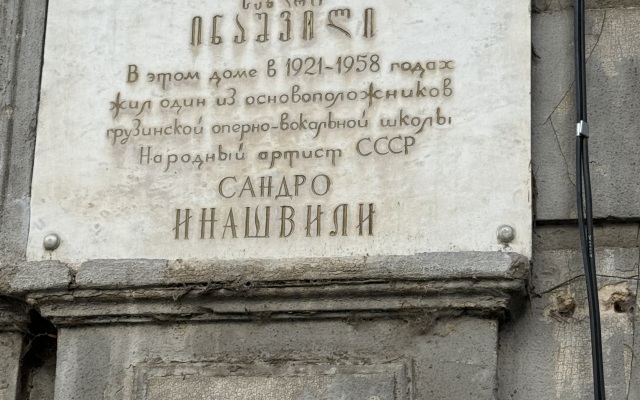 ინაშვილი
В этом доме в 1921-1958 годах
жил один из основоположников
грузинской оперно-вокальной школы
Народный артист СССР
САНДРО
ИНАШВИЛИ